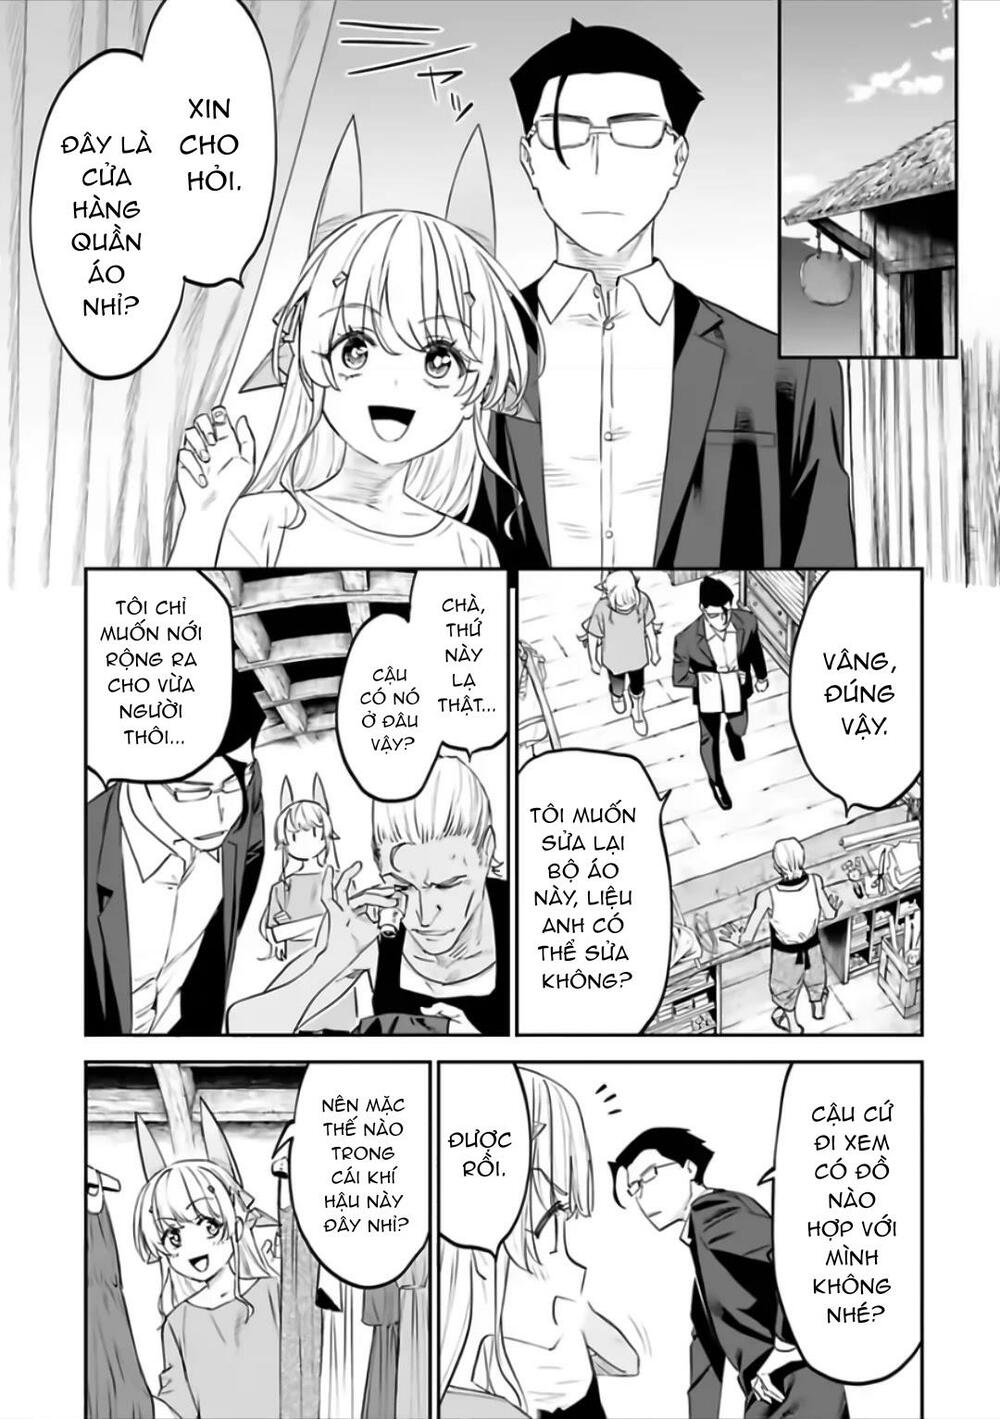 ヤッ
XIN
CHO
HỎI.
ĐÂY LÀ
CỬA
HÀNG
QUẦN
ÁO
NHỈ?
VÂNG,
ĐÚNG
VẬY.
TÔI MUỐN
SỬA LẠI
BỘ ÁO
NÀY, LIỆU
ANH CÓ
THỂ SỬA
KHÔNG?
CHÀ,
THỨ
NÀY
LẠ
THẬT...
CẬU
CÓ NÓ
Ở ĐÂU
VẬY?
TÔI CHỈ
MUỐN NỚI
RỘNG RA
CHO VỪA
NGƯỜI
THÔI...
CẬU CỨ
ĐI XEM
CÓ ĐỒ
NÀO
HỢP VỚI
MÌNH
KHÔNG
NHÉ?
ĐƯỢC
RỒI.
NÊN MẶC
THẾ NÀO
TRONG
CÁI KHÍ
HẬU NÀY
ĐÂY NHỈ?